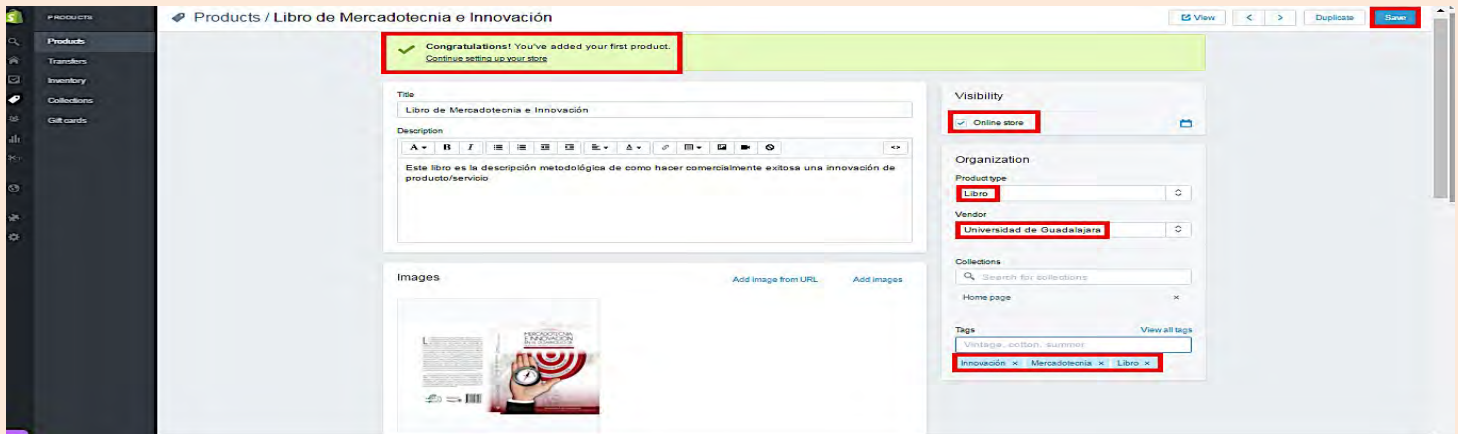 PRODUCTS
Products / Libro de Mercadotecnia e Innovación
View
Duplicate
Save
Products
Transfers
Inventory
Collections
Gift cards
Congratulations! You've added your first product.
Continue setting up your store
Title
Libro de Mercadotecnia e Innovación
Description
Este libro es la descripción metodológica de como hacer comercialmente exitosa una innovación de
producto/servicio
Images
Add image from URL
Add images
MERCADOTECNIA
E INNOVACIÓN
Visibility
Online store
Organization
Product type
Libro
Vendor
Universidad de Guadalajara
Collections
Search for collections
Home page ×
Tags
View all tags
Vintage, cotton, summer
Innovación × Mercadotecnia × Libro ×